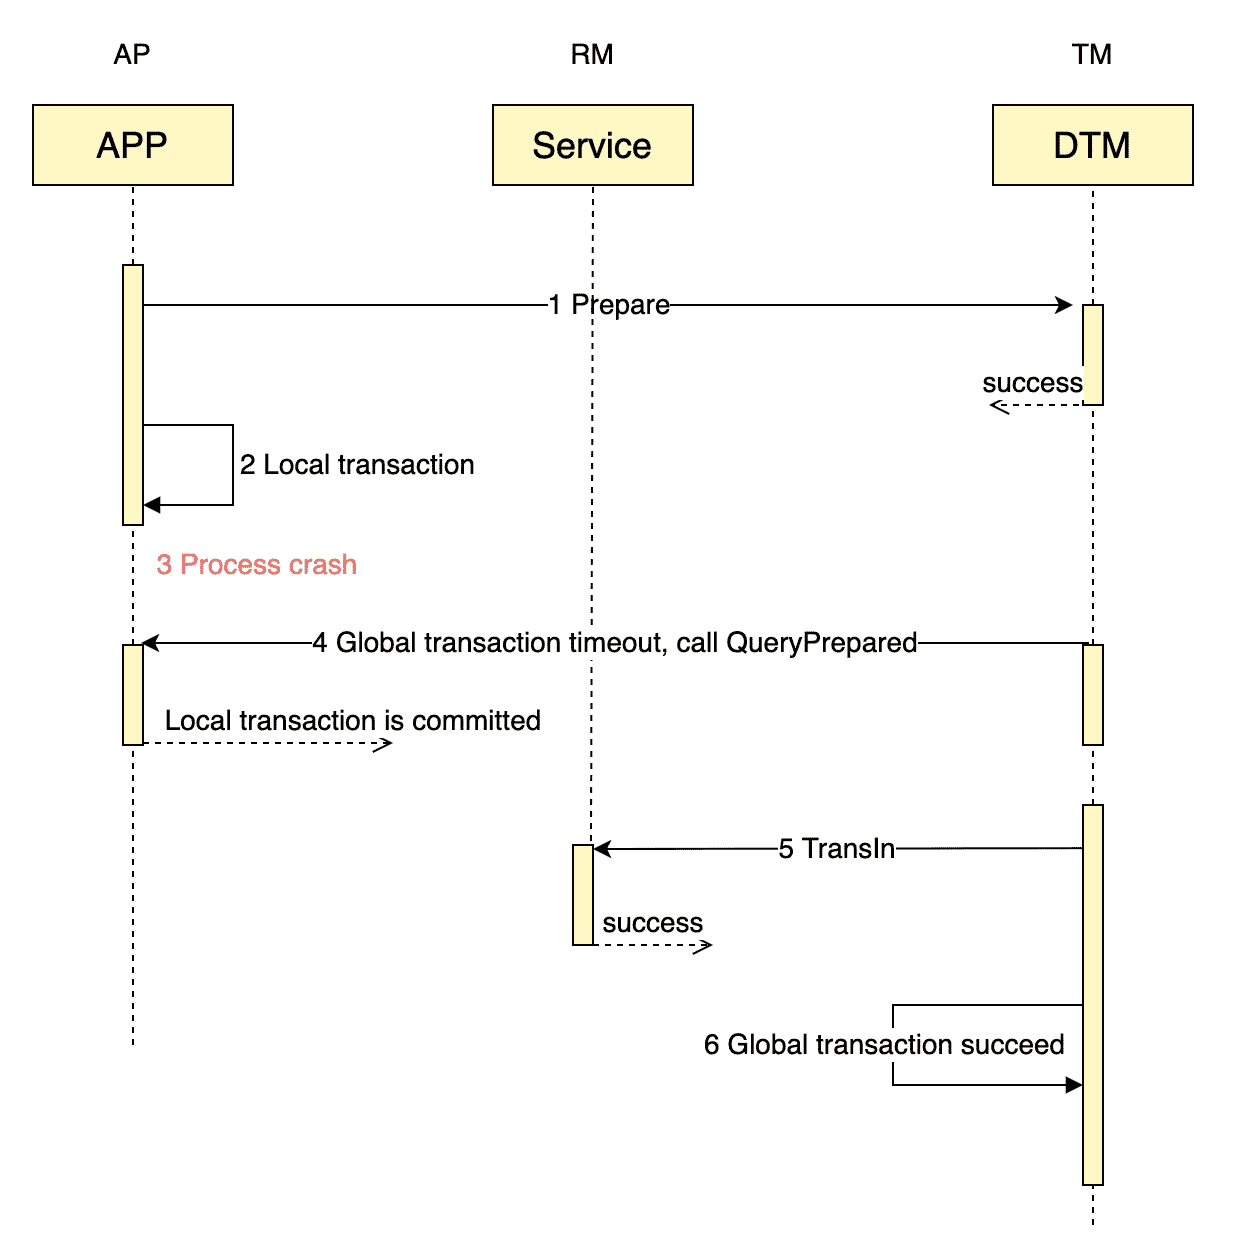 AP
RM
TM
APP
Service
DTM
1 Prepare
success
2 Local transaction
3 Process crash
4 Global transaction timeout, call QueryPrepared
Local transaction is committed
5 TransIn
success
6 Global transaction succeed